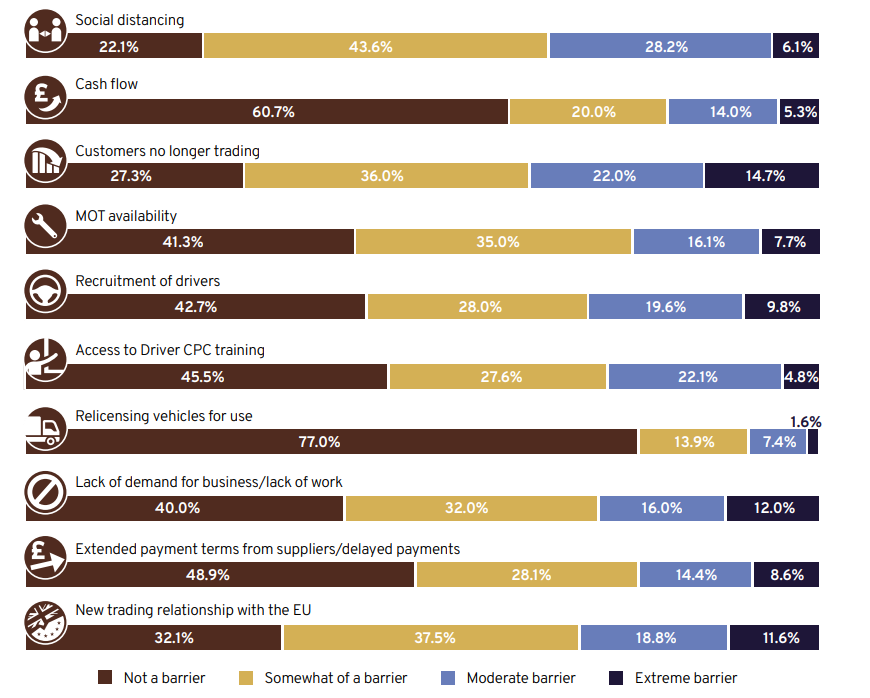 Social distancing
22.1% 43.6% 28.2% 6.1%
Cash flow
£
60.7% 20.0% 14.0% 5.3%
Customers no longer trading
27.3% 36.0% 22.0% 14.7%
MOT availability
41.3% 35.0% 16.1% 7.7%
Recruitment of drivers
42.7% 28.0% 19.6% 9.8%
Access to Driver CPC training
45.5% 27.6% 22.1% 4.8%
Relicensing vehicles for use
1.6%
77.0% 13.9% 7.4%
Lack of demand for business/lack of work
40.0% 32.0% 16.0% 12.0%
Extended payment terms from suppliers/delayed payments
£
48.9% 28.1% 14.4% 8.6%
New trading relationship with the EU
32.1% 37.5% 18.8% 11.6%
Not a barrier Somewhat of a barrier Moderate barrier Extreme barrier